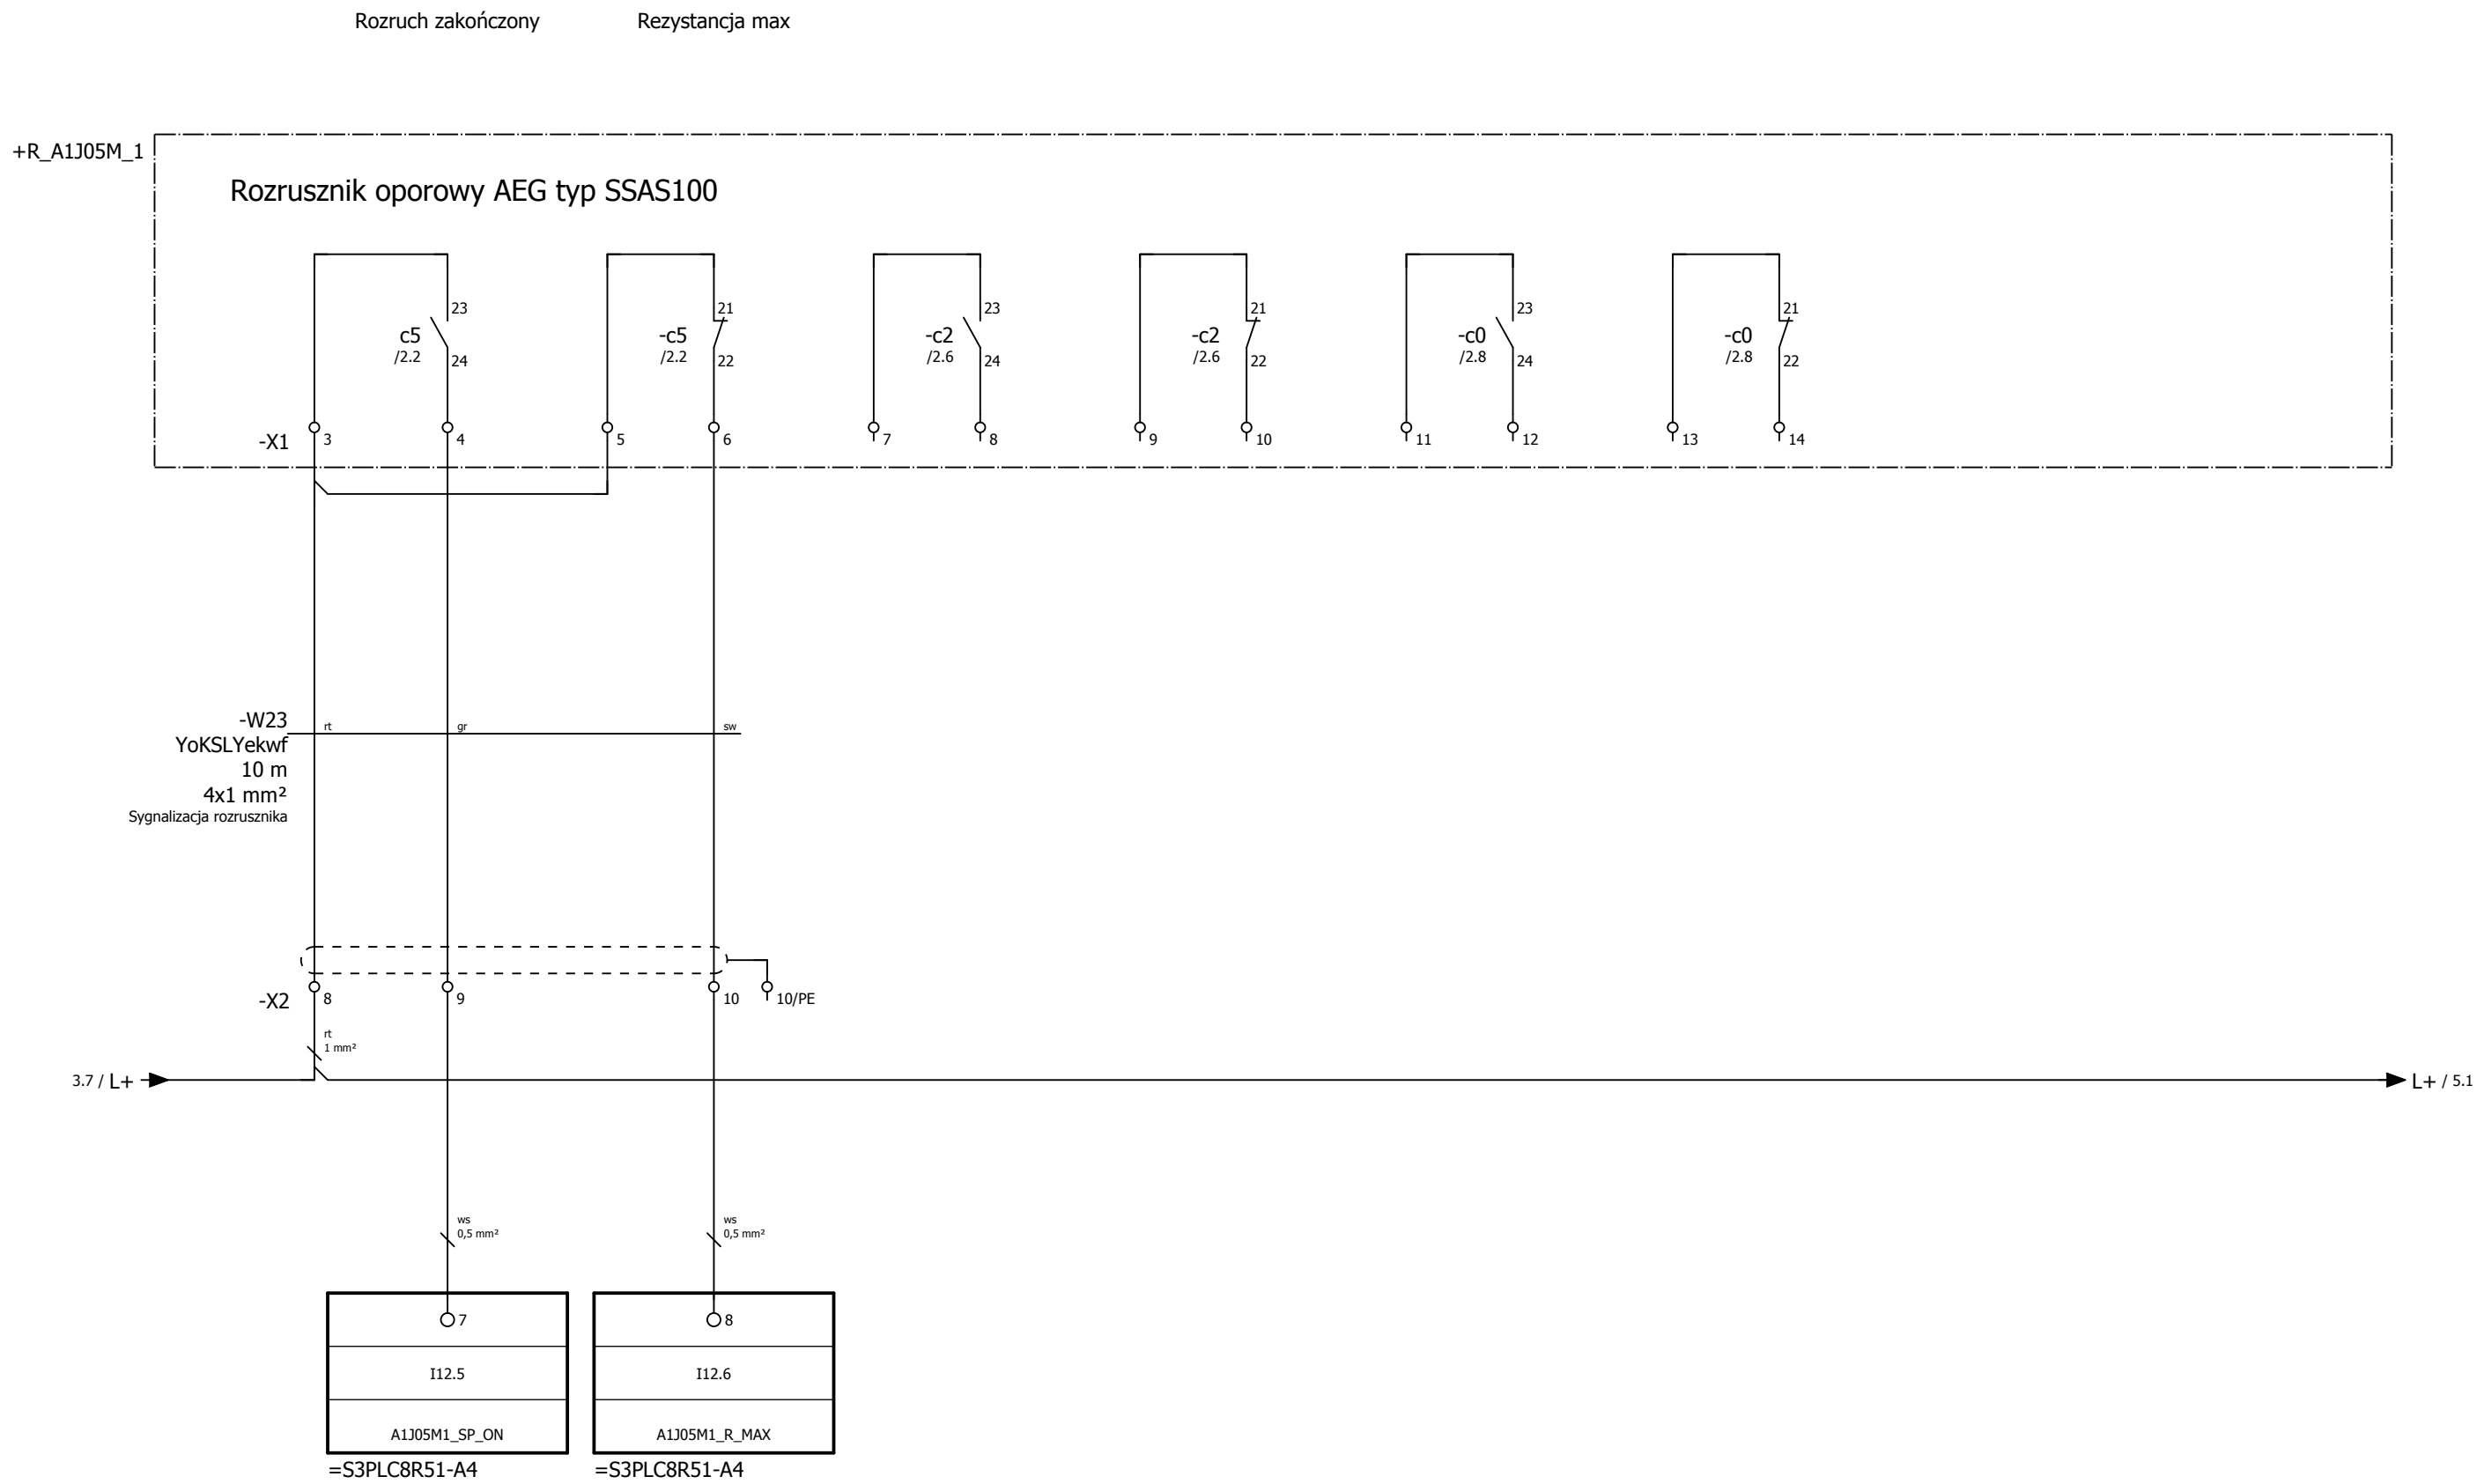 Rozruch zakończony
Rezystancja max
+R_A1J05M_1
Rozrusznik oporowy AEG typ SSAS100
23
c5
/2.2
24
21
-c5
/2.2
22
23
-c2
/2.6
24
21
-c2
/2.6
22
23
-c0
/2.8
24
21
-c0
/2.8
22
-X1
3
4
5
6
7
8
9
10
11
12
13
14
-W23
YoKSLYekwf
10 m
4x1 mm²
Sygnalizacja rozrusznika
rt
gr
sw
-X2
8
9
10
10/PE
rt
1 mm²
3.7 / L+
L+ / 5.1
ws
0,5 mm²
ws
0,5 mm²
7
I12.5
A1J05M1_SP_ON
=S3PLC8R51-A4
8
I12.6
A1J05M1_R_MAX
=S3PLC8R51-A4